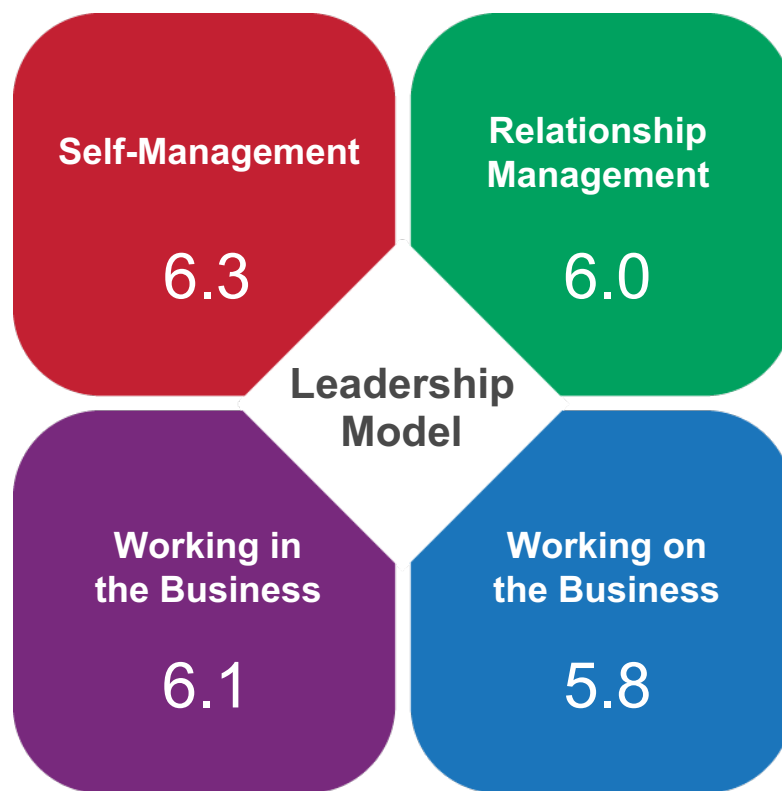 Self-Management
6.3
Relationship
Management
6.0
Leadership
Model
Working in
the Business
6.1
Working on
the Business
5.8